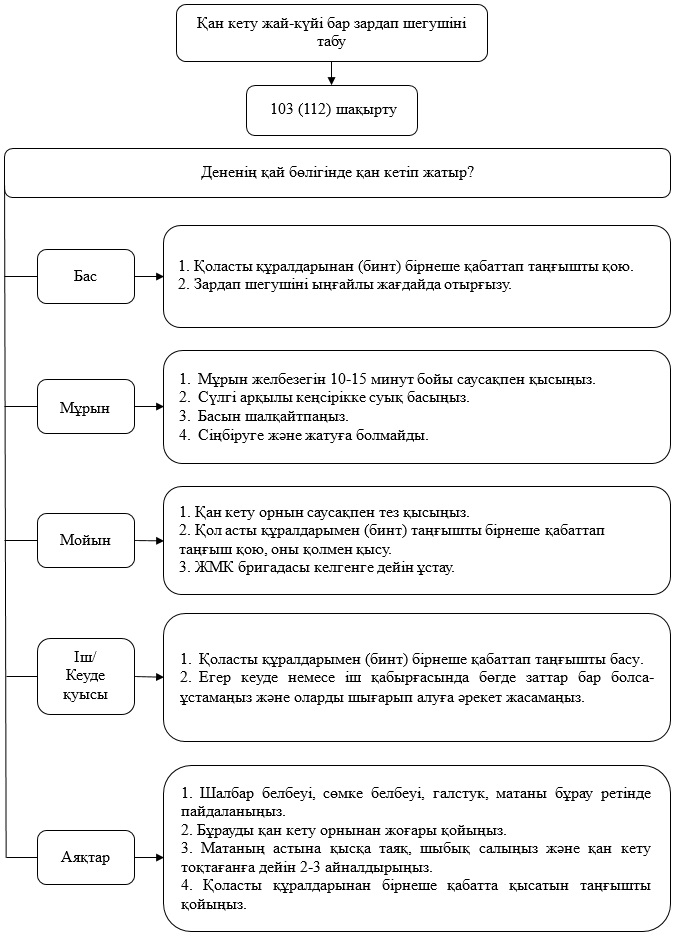 Қан кету жай-күйі бар зардап шегушіні
табу
103 (112) шақырту
Дененің қай бөлігінде қан кетіп жатыр?
Бас
1. Қоласты құралдарынан (бинт) бірнеше қабаттап таңғышты қою.
2. Зардап шегушіні ыңғайлы жағдайда отырғызу.
Мұрын
1. Мұрын желбезегін 10-15 минут бойы саусақпен қысыңыз.
2. Сүлгі арқылы кеңсірікке суық басыңыз.
3. Басын шалқайтпаңыз.
4. Сіңбіруге және жатуға болмайды.
Мойын
1. Қан кету орнын саусақпен тез қысыңыз.
2. Қол асты құралдарымен (бинт) таңғышты бірнеше қабаттап
таңғыш қою, оны қолмен қысу.
3. ЖМК бригадасы келгенге дейін ұстау.
Іш/
Кеуде
қуысы
1. Қоласты құралдарымен (бинт) бірнеше қабаттап таңғышты басу.
2. Егер кеуде немесе іш қабырғасында бөгде заттар бар болса-
ұстамаңыз және оларды шығарып алуға әрекет жасамаңыз.
Аяқтар
1. Шалбар белбеуі, сөмке белбеуі, галстук, матаны бұрау ретінде
пайдаланыңыз.
2. Бұрауды қан кету орнынан жоғары қойыңыз.
3. Матаның астына қысқа таяқ, шыбық салыңыз және қан кету
тоқтағанға дейін 2-3 айналдырыңыз.
4. Қоласты құралдарынан бірнеше қабатта қысатын таңғышты
қойыңыз.